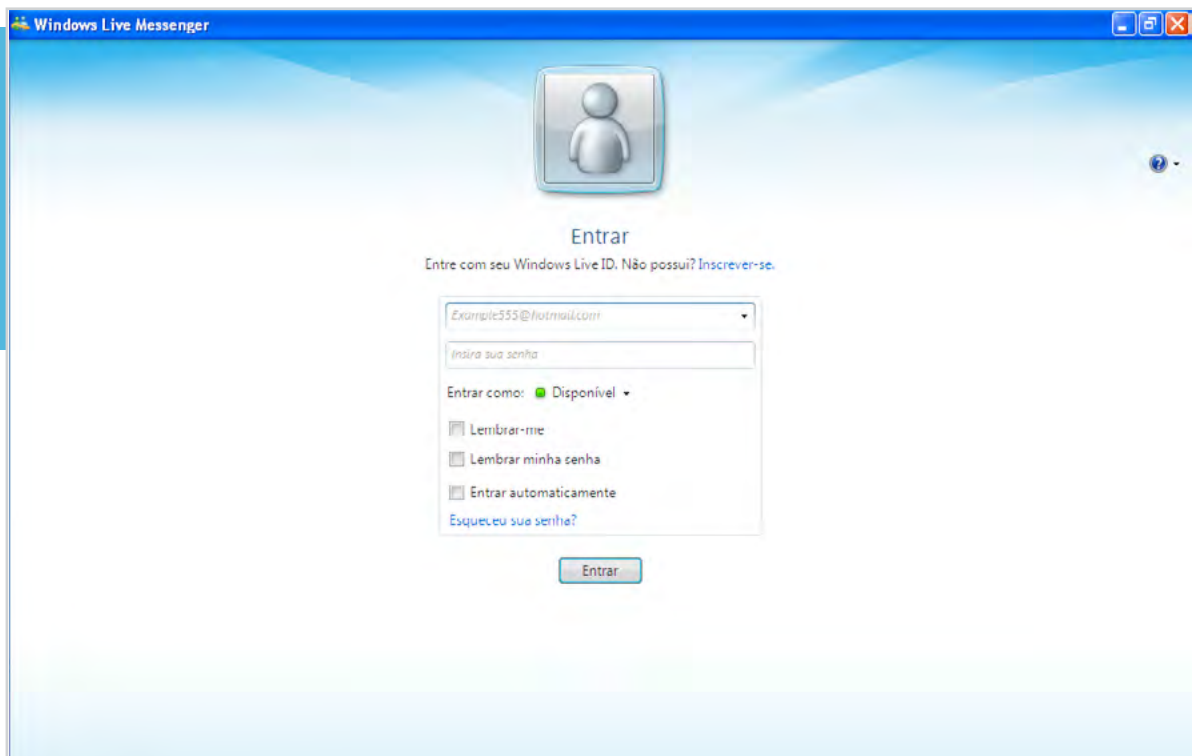 Windows Live Messenger
Entrar
Entre com seu Windows Live ID. Não possui? Inscrever-se.
Example555@hotmail.com
Insira sua senha
Entrar como: Disponível
Lembrar-me
Lembrar minha senha
Entrar automaticamente
Esqueceu sua senha?
Entrar